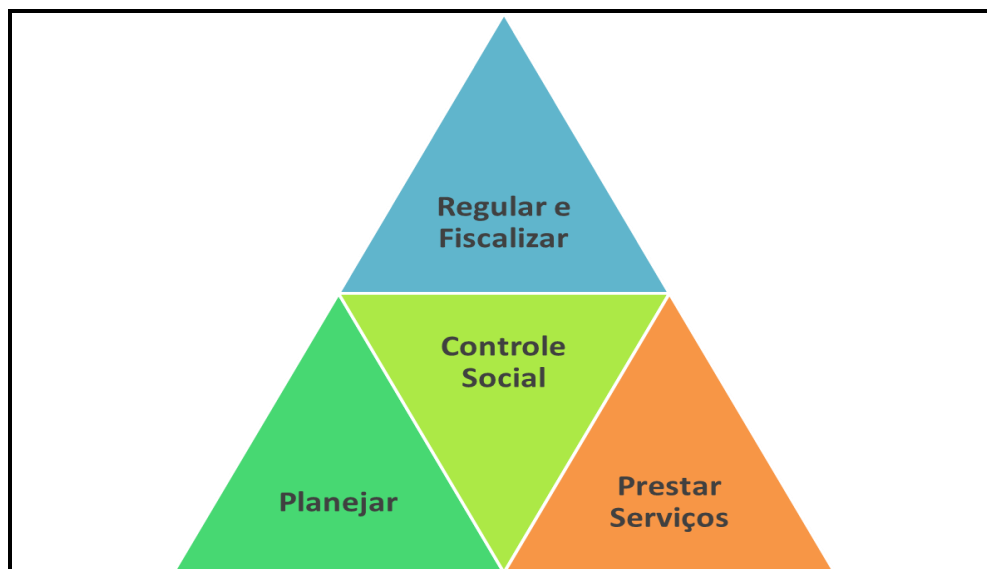 Regular e
Fiscalizar
Controle
Social
Planejar
Prestar
Serviços